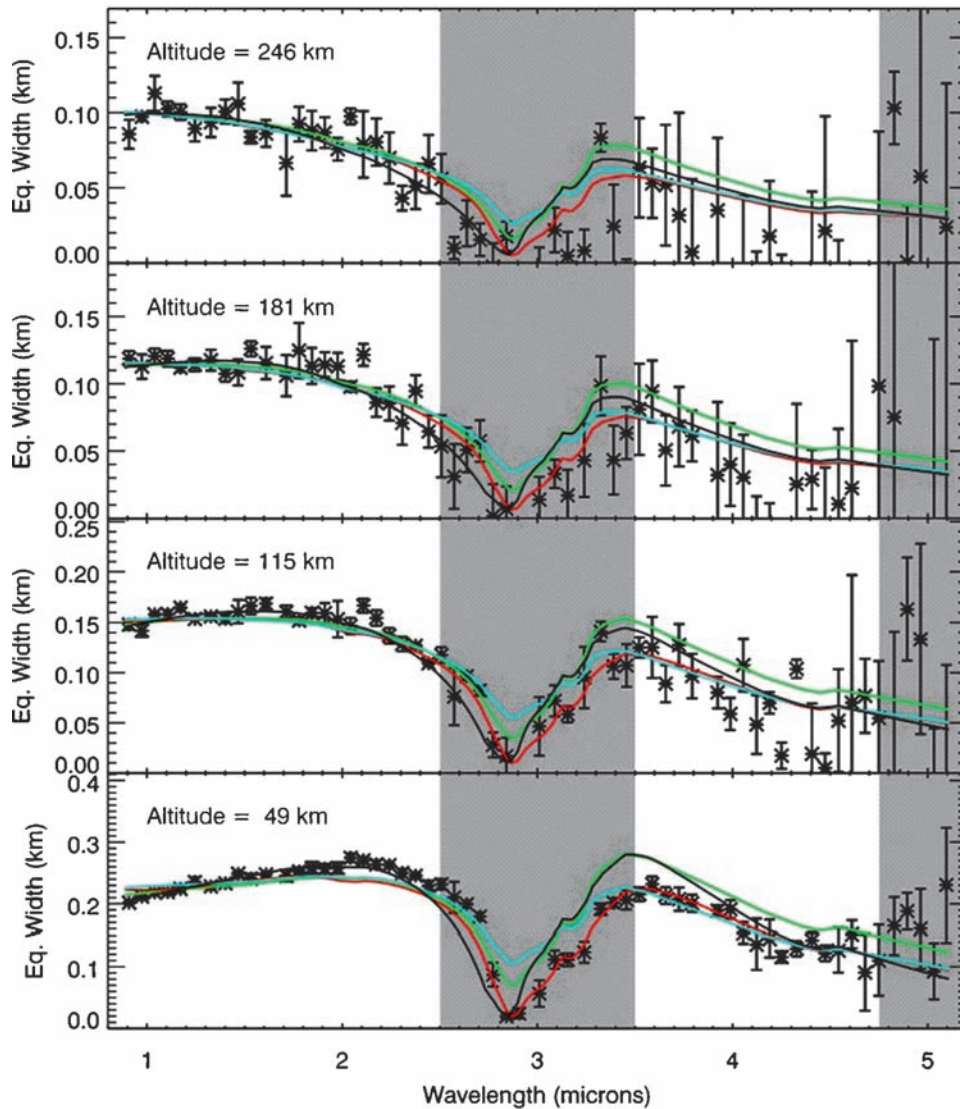 0.15
Altitude = 246 km
0.10
0.05
0.00
Eq. Width (km)
0.15
Altitude = 181 km
0.10
0.05
0.00
Eq. Width (km)
0.25
0.20
Altitude = 115 km
0.15
0.10
0.05
0.00
Eq. Width (km)
0.4
Altitude = 49 km
0.3
0.2
0.1
0.0
Eq. Width (km)
1 2 3 4 5
Wavelength (microns)